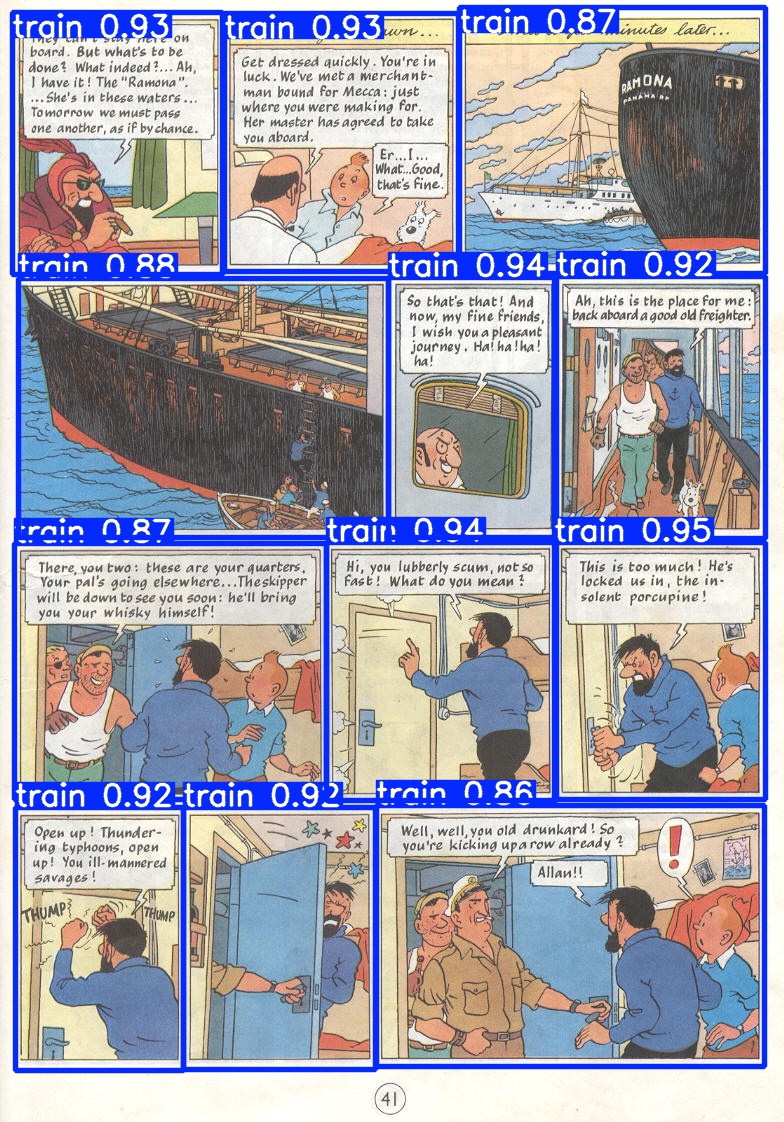 train 0.93
They can't stay here on
board. But what's to be
done? What indeed?... Ah,
I have it! The "Ramona".
...She's in these waters...
Tomorrow we must pass
one another, as if by chance.
train 0.93
Get dressed quickly. You're in
luck. We've met a merchant-
man bound for Mecca: just
where you were making for.
Her master has agreed to take
you aboard.
Er...I...
What...Good,
that's fine.
train 0.87
minutes later...
RAMONA
PANAMA RP
train 0.88
train 0.94
So that's that! And
now, my fine friends,
I wish you a pleasant
journey. Ha! ha! ha!
ha!
train 0.92
Ah, this is the place for me:
back aboard a good old freighter.
train 0.87
There, you two: these are your quarters.
Your pal's going elsewhere...The skipper
will be down to see you soon: he'll bring
you your whisky himself!
train 0.94
Hi, you lubberly scum, not so
fast! What do you mean?
train 0.95
This is too much! He's
locked us in, the in-
solent porcupine!
train 0.92
Open up! Thunder-
ing typhoons, open
up! You ill-mannered
savages!
THUMP
THUMP
train 0.92
train 0.86
Well, well, you old drunkard! So
you're kicking up a row already?
Allan!!
!
41